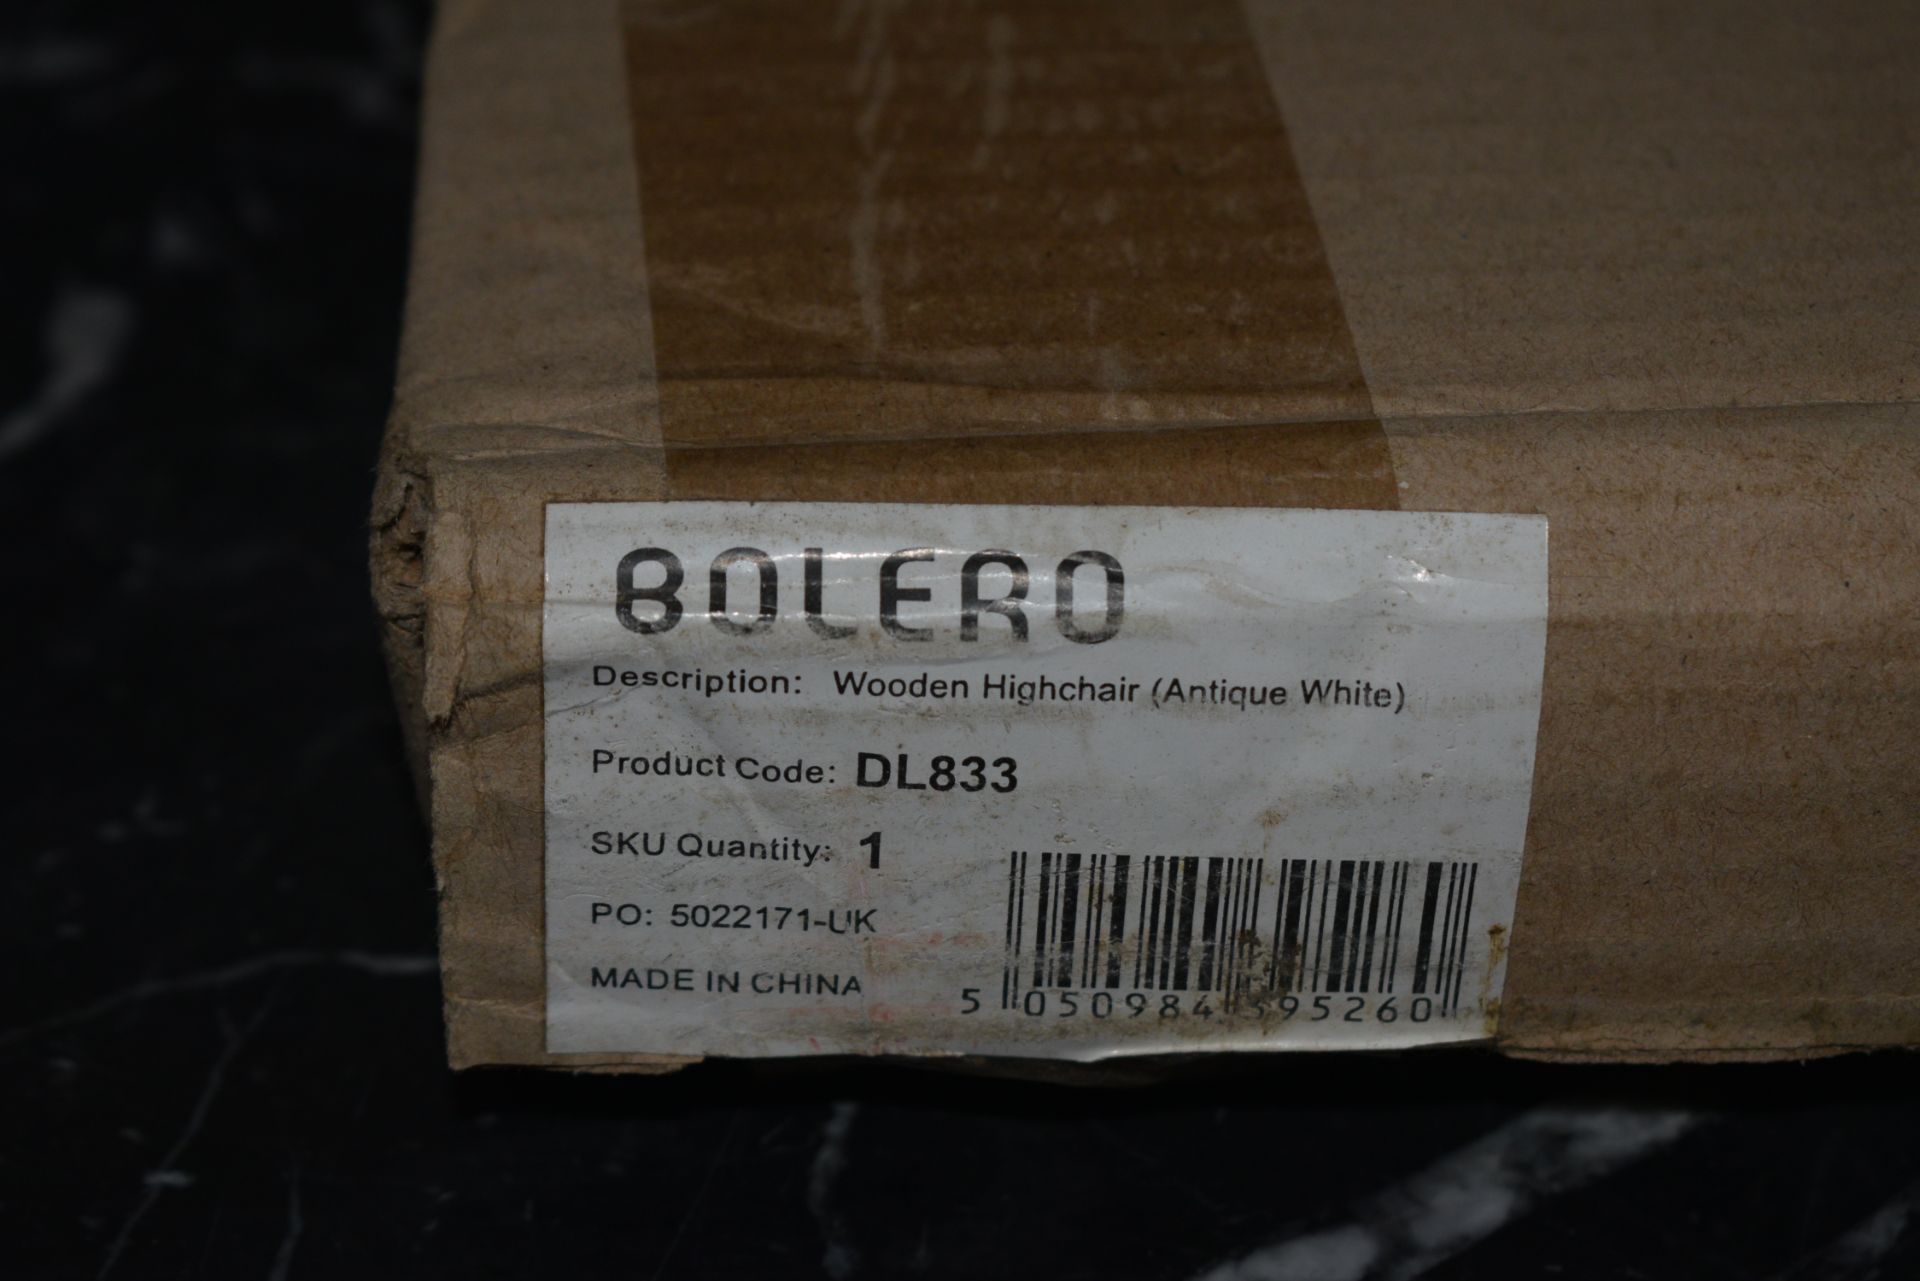 BOLERO
Description: Wooden Highchair (Antique White)
Product Code: DL833
SKU Quantity: 1
PO: 5022171-UK
MADE IN CHINA
5 050984 395260